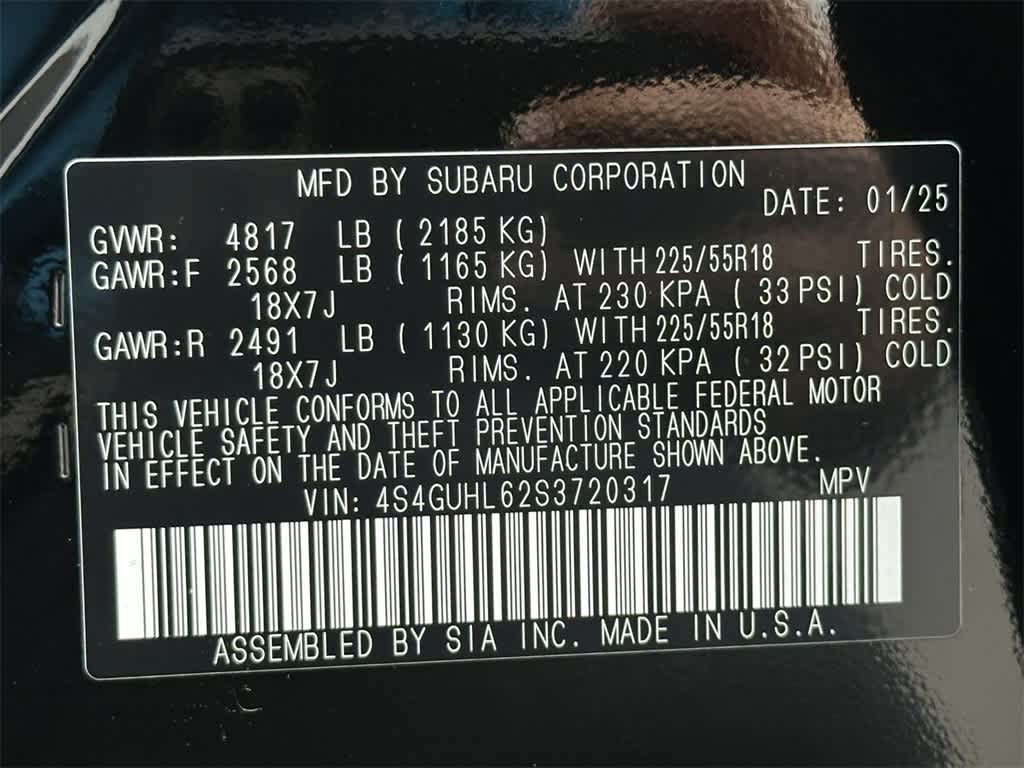 MFD BY SUBARU CORPORATION
DATE: 01/25
GVWR: 4817 LB ( 2185 KG)
GAWR:F 2568 LB ( 1165 KG) WITH 225/55R18 TIRES.
18X7J RIMS. AT 230 KPA ( 33 PSI) COLD
GAWR:R 2491 LB ( 1130 KG) WITH 225/55R18 TIRES.
18X7J RIMS. AT 220 KPA ( 32 PSI) COLD
THIS VEHICLE CONFORMS TO ALL APPLICABLE FEDERAL MOTOR
VEHICLE SAFETY AND THEFT PREVENTION STANDARDS
IN EFFECT ON THE DATE OF MANUFACTURE SHOWN ABOVE.
VIN: 4S4GUHL62S3720317 MPV
ASSEMBLED BY SIA INC. MADE IN U.S.A.